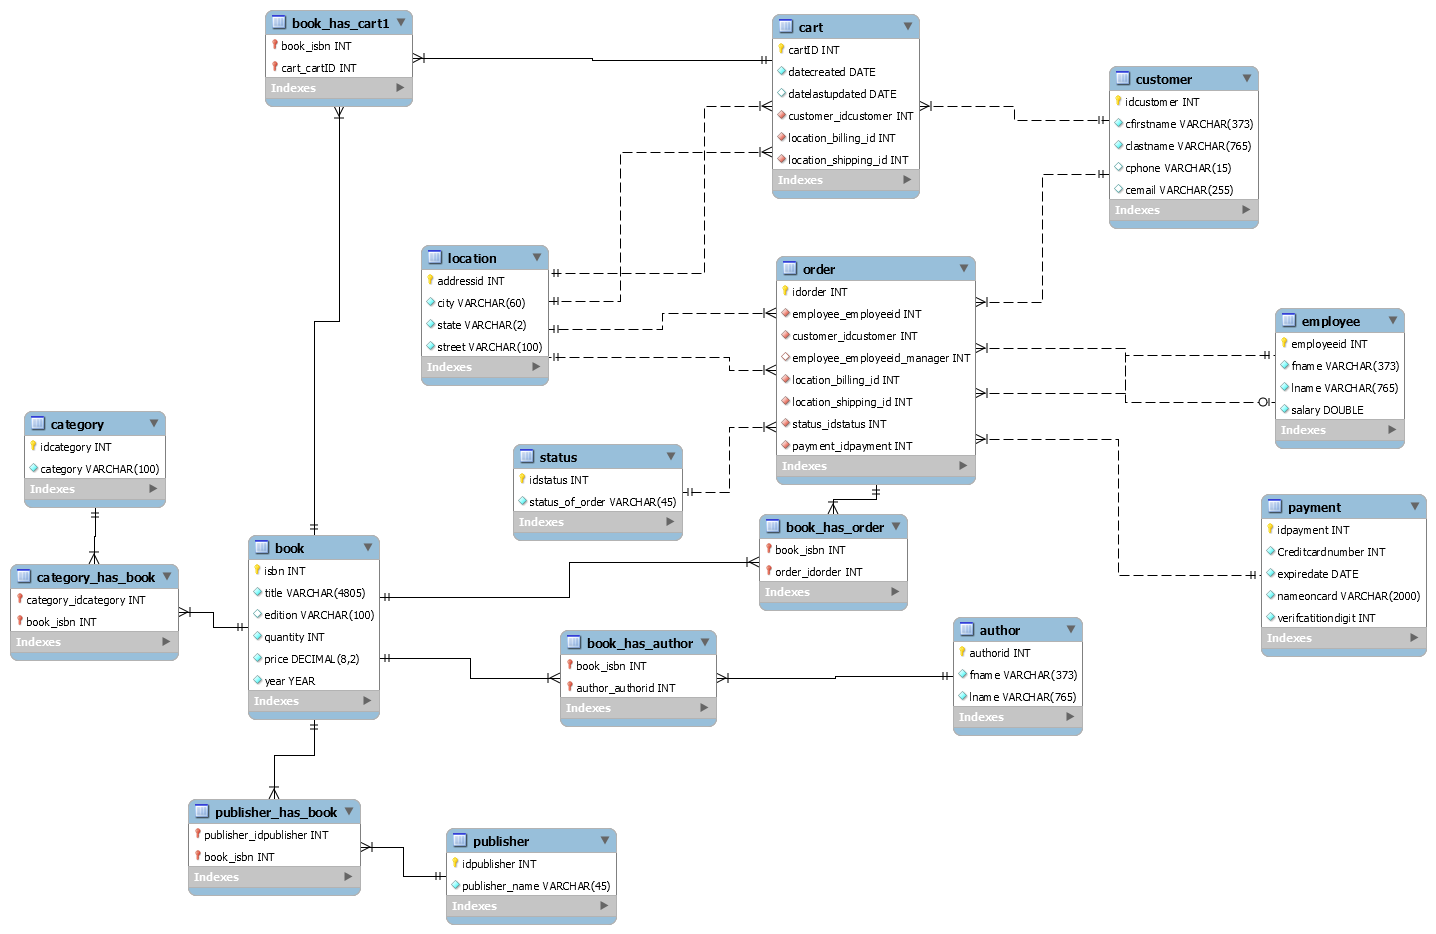 book_has_cart1
book_isbn INT
cart_cartID INT
Indexes
cart
cartID INT
datecreated DATE
datelastupdated DATE
customer_idcustomer INT
location_billing_id INT
location_shipping_id INT
Indexes
customer
idcustomer INT
cfirstname VARCHAR(373)
clastname VARCHAR(765)
cphone VARCHAR(15)
cemail VARCHAR(255)
Indexes
location
addressid INT
city VARCHAR(60)
state VARCHAR(2)
street VARCHAR(100)
Indexes
order
idorder INT
employee_employeeid INT
customer_idcustomer INT
employee_employeeid_manager INT
location_billing_id INT
location_shipping_id INT
status_idstatus INT
payment_idpayment INT
Indexes
employee
employeeid INT
fname VARCHAR(373)
lname VARCHAR(765)
salary DOUBLE
Indexes
category
idcategory INT
category VARCHAR(100)
Indexes
status
idstatus INT
status_of_order VARCHAR(45)
Indexes
payment
idpayment INT
Creditcardnumber INT
expiredate DATE
nameoncard VARCHAR(2000)
verifcatitiondigit INT
Indexes
book_has_order
book_isbn INT
order_idorder INT
Indexes
book
isbn INT
title VARCHAR(4805)
edition VARCHAR(100)
quantity INT
price DECIMAL(8,2)
year YEAR
Indexes
category_has_book
category_idcategory INT
book_isbn INT
Indexes
book_has_author
book_isbn INT
author_authorid INT
Indexes
author
authorid INT
fname VARCHAR(373)
lname VARCHAR(765)
Indexes
publisher_has_book
publisher_idpublisher INT
book_isbn INT
Indexes
publisher
idpublisher INT
publisher_name VARCHAR(45)
Indexes